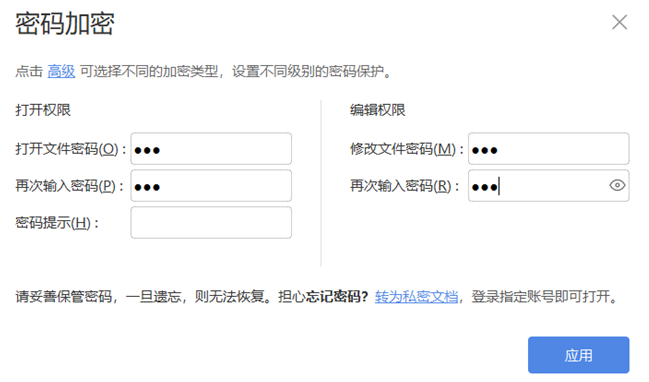 密码加密
点击 高级 可选择不同的加密类型，设置不同级别的密码保护。
打开权限
打开文件密码(O)：●●●
再次输入密码(P)：●●●
密码提示(H)：
编辑权限
修改文件密码(M)：●●●
再次输入密码(R)：●●●
请妥善保管密码，一旦遗忘，则无法恢复。担心忘记密码？转为私密文档，登录指定账号即可打开。
应用